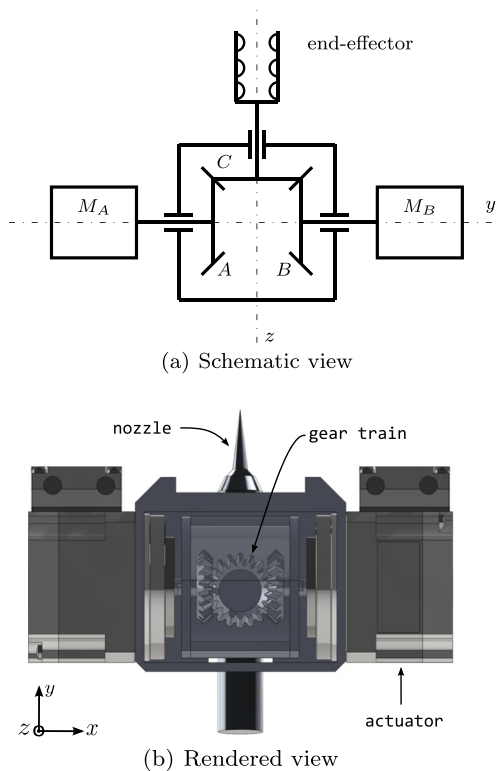 end-effector
C
M_A
M_B
y
A
B
z
(a) Schematic view
nozzle
gear train
y
z
x
actuator
(b) Rendered view